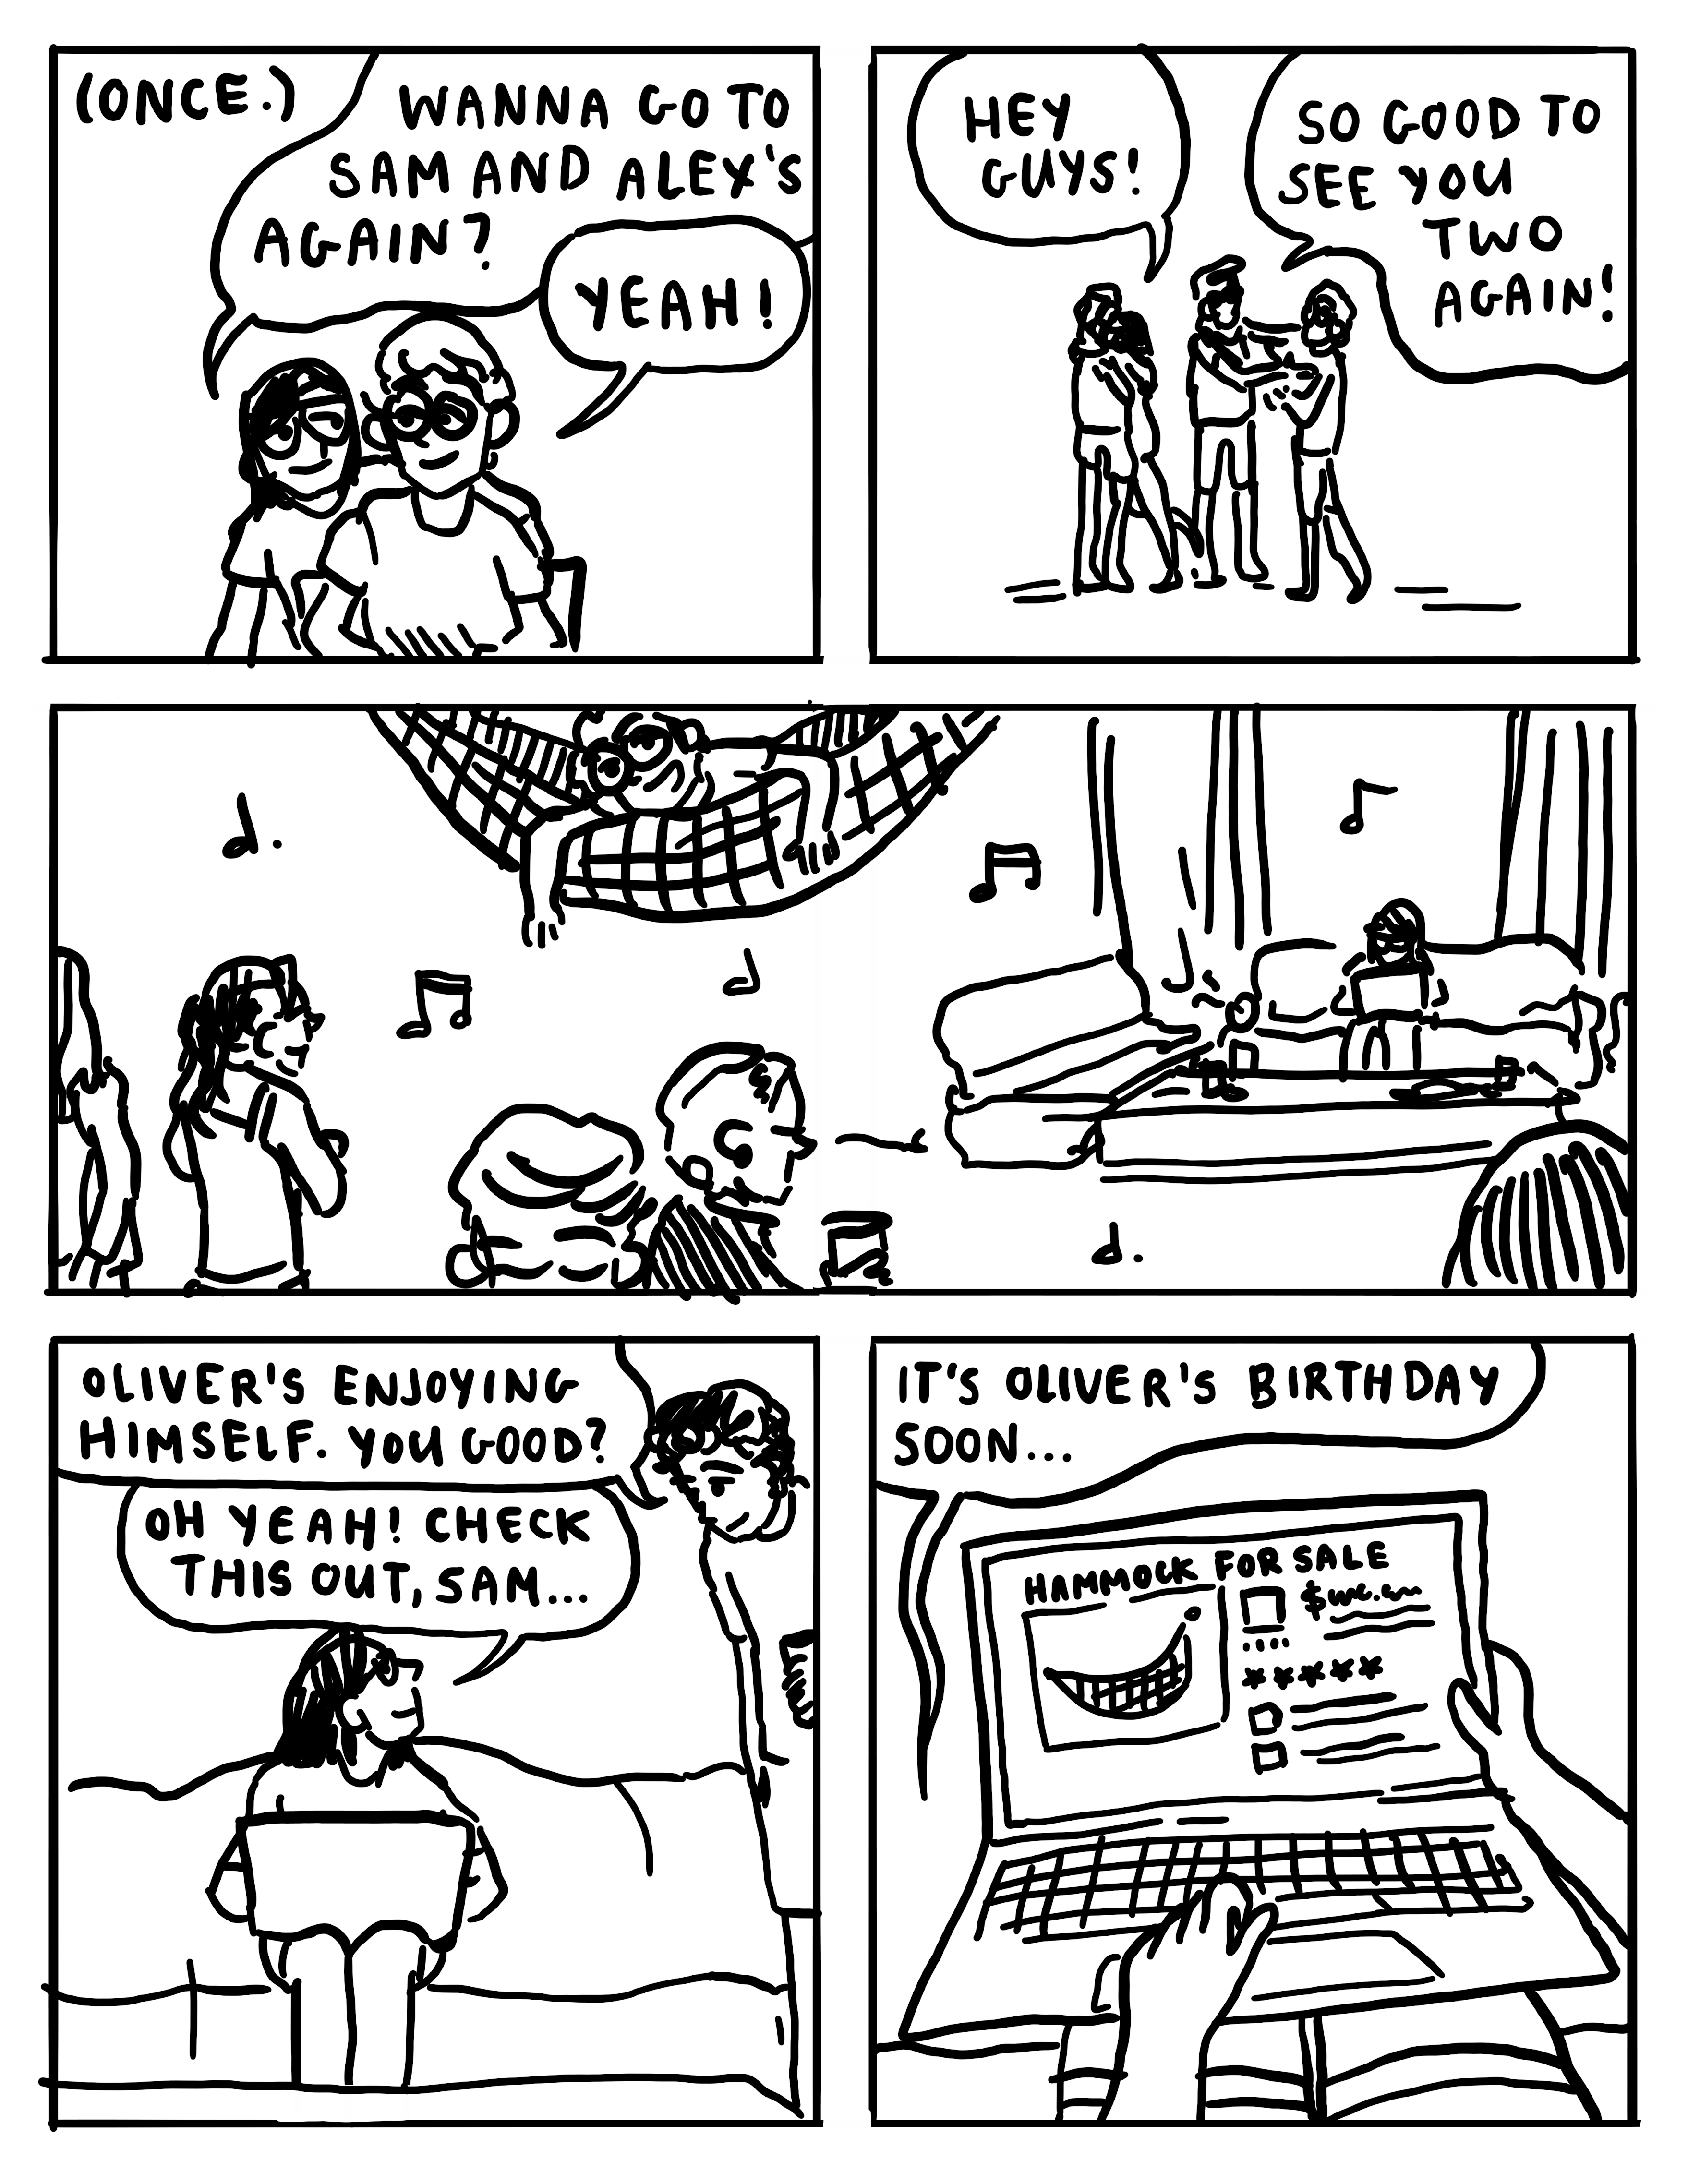 (ONCE.)
WANNA GO TO
SAM AND ALEX'S
AGAIN?
YEAH!
HEY
GUYS!
SO GOOD TO
SEE YOU
TWO
AGAIN!
OLIVER'S ENJOYING
HIMSELF. YOU GOOD?
OH YEAH! CHECK
THIS OUT, SAM...
IT'S OLIVER'S BIRTHDAY
SOON...
HAMMOCK FOR SALE